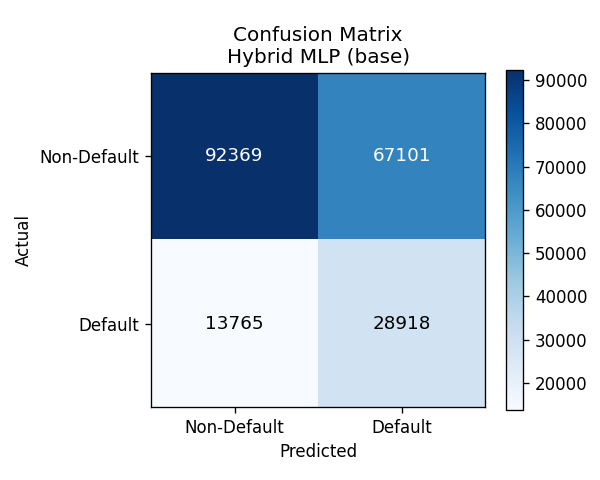 Confusion Matrix
Hybrid MLP (base)
Actual
Non-Default
Default
92369 67101
13765 28918
Non-Default Default
Predicted
90000
80000
70000
60000
50000
40000
30000
20000